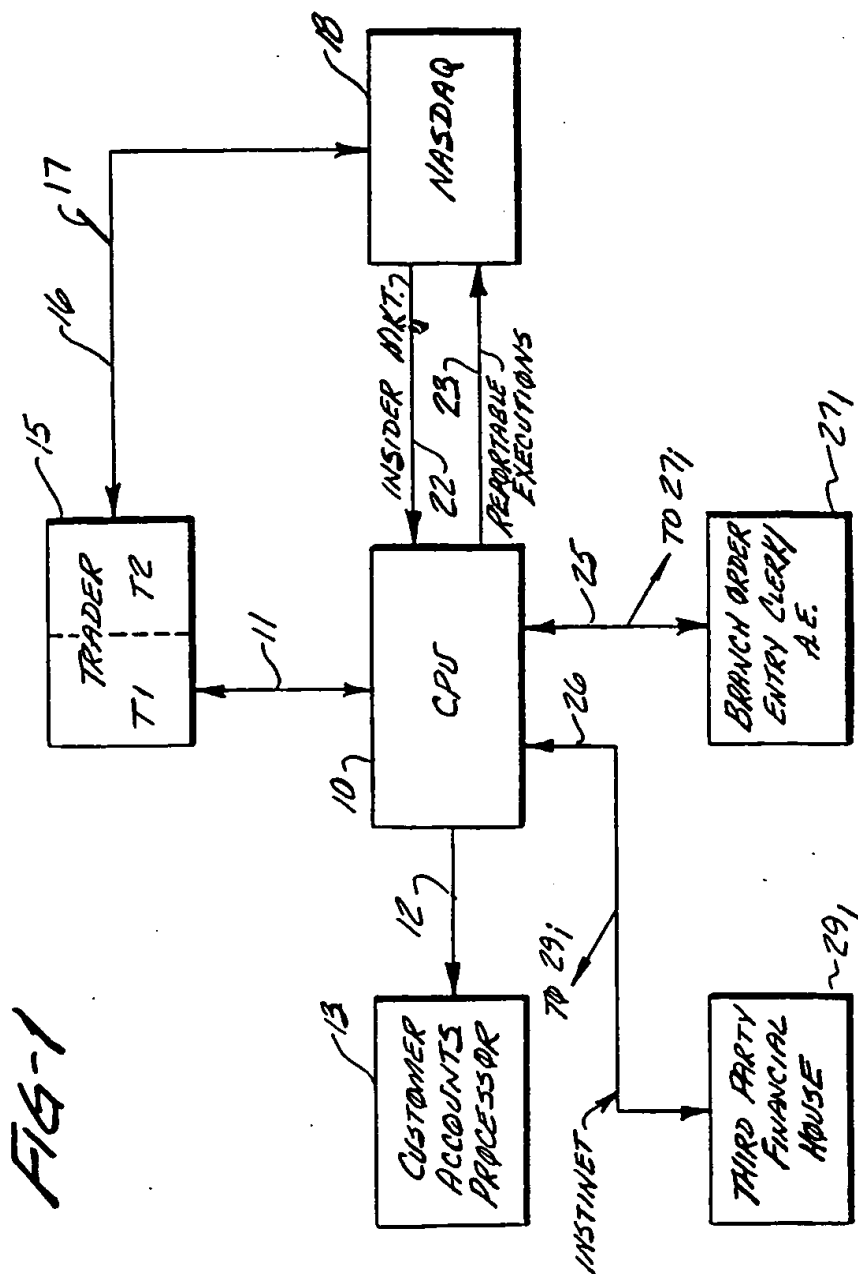 FIG-1
15
TRADER
T1 T2
16
17
18
NASDAQ
11
INSIDER MKT.
22
23
REPORTABLE
EXECUTIONS
10
CPU
12
13
CUSTOMER
ACCOUNTS
PROCESSOR
26
25
TO 27i
TO 29i
INSTINET
THIRD PARTY
FINANCIAL
HOUSE
291
BRANCH ORDER
ENTRY CLERK/
A.E.
271